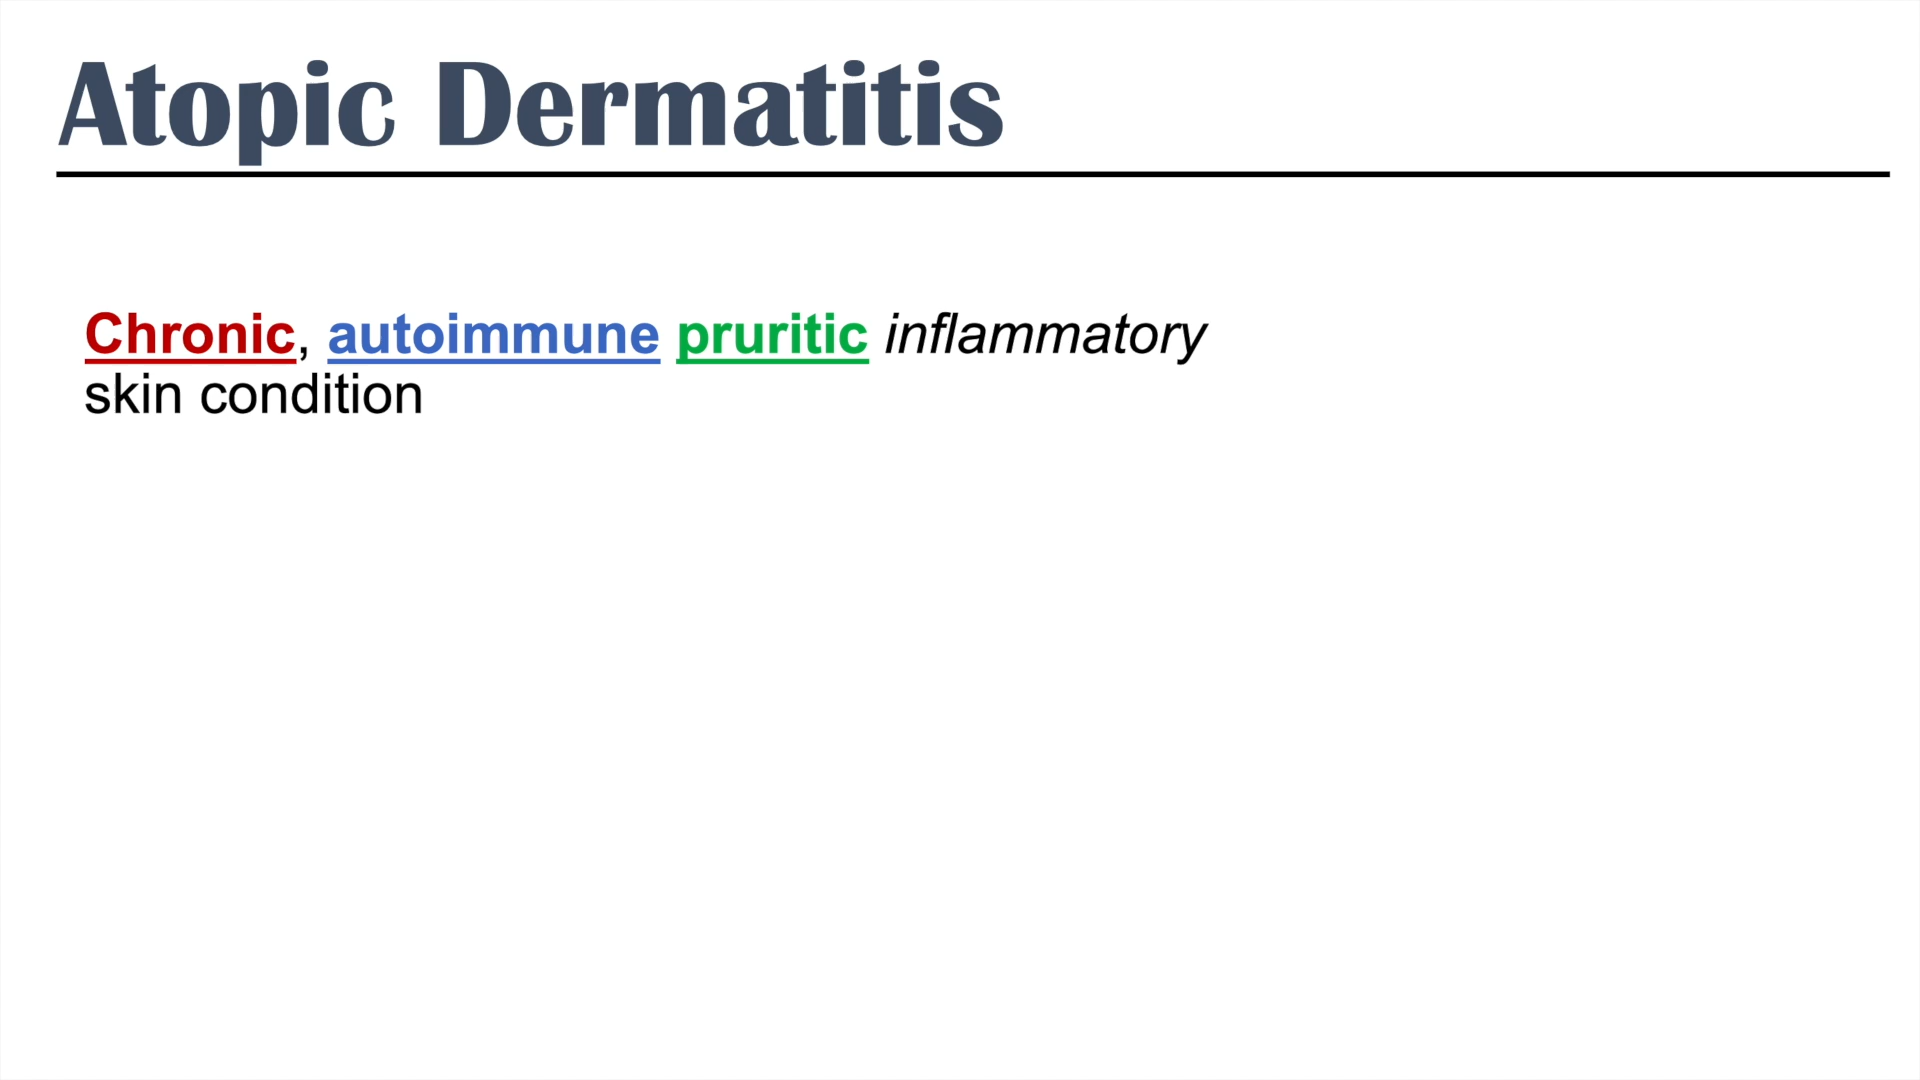 Atopic Dermatitis
Chronic, autoimmune pruritic inflammatory
skin condition